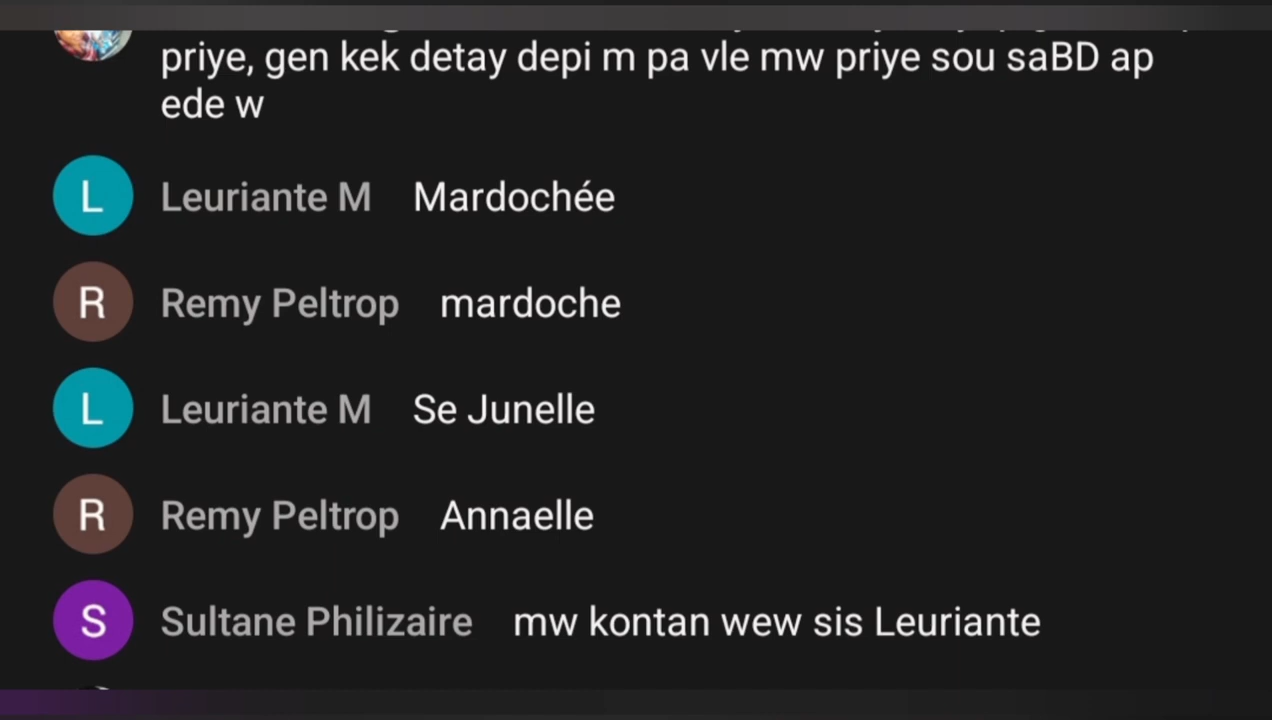 priye, gen kek detay depi m pa vle mw priye sou saBD ap
ede w
L Leuriante M Mardochée
R Remy Peltrop mardoche
L Leuriante M Se Junelle
R Remy Peltrop Annaelle
S Sultane Philizaire mw kontan wew sis Leuriante